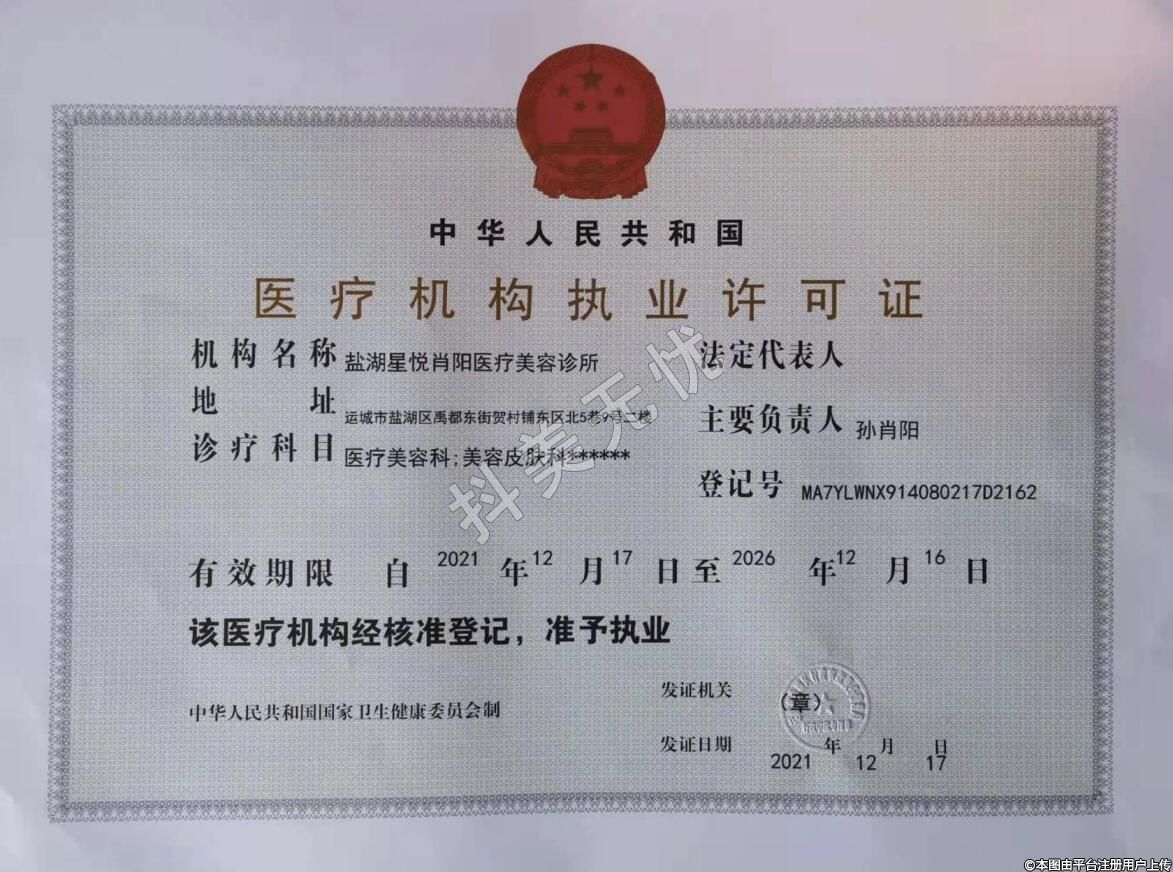 中华人民共和国
医疗机构执业许可证
机构名称 盐湖星悦肖阳医疗美容诊所
法定代表人
地址 运城市盐湖区禹都东街贺村铺东区北5巷9号二楼
主要负责人 孙肖阳
诊疗科目 医疗美容科;美容皮肤科******
登记号 MA7YLWNX914080217D2162
抖美无忧
有效期限 自 2021 年 12 月 17 日至 2026 年 12 月 16 日
该医疗机构经核准登记，准予执业
发证机关 (章)
中华人民共和国国家卫生健康委员会制
发证日期 2021 年 12 月 17 日
©本图由平台注册用户上传